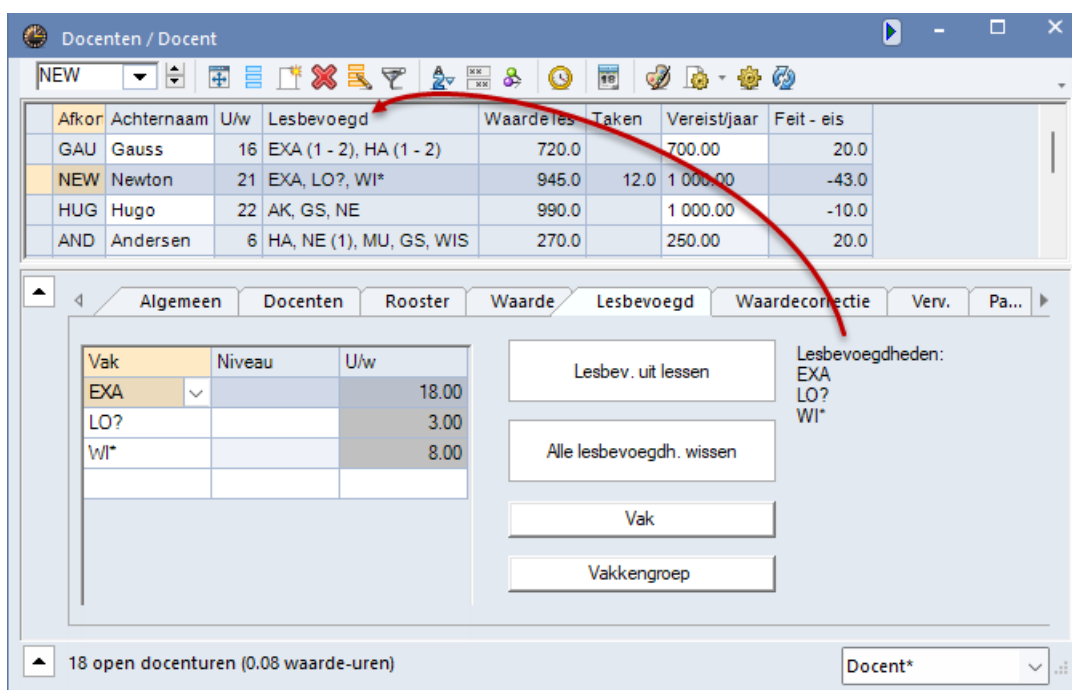 Docenten / Docent
NEW
Afkor Achternaam U/w Lesbevoegd Waarde les Taken Vereist/jaar Feit - eis
GAU Gauss 16 EXA (1 - 2), HA (1 - 2) 720.0 700.00 20.0
NEW Newton 21 EXA, LO?, WI* 945.0 12.0 1 000.00 -43.0
HUG Hugo 22 AK, GS, NE 990.0 1 000.00 -10.0
AND Andersen 6 HA, NE (1), MU, GS, WIS 270.0 250.00 20.0
Algemeen Docenten Rooster Waarde Lesbevoegd Waardecorrectie Verv. Pa...
Vak Niveau U/w
EXA 18.00
LO? 3.00
WI* 8.00
Lesbev. uit lessen
Alle lesbevoegdh. wissen
Vak
Vakkengroep
Lesbevoegdheden:
EXA
LO?
WI*
18 open docenturen (0.08 waarde-uren)
Docent*